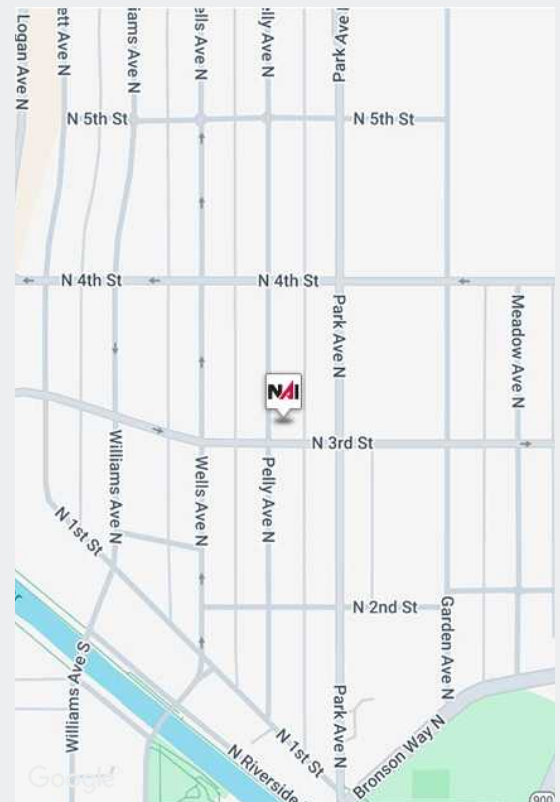 Logan Ave N
ett Ave N
iams Ave N
ells Ave N
elly Ave N
Park Ave
N 5th St
N 5th St
N 4th St
N 4th St
Park Ave N
Meadow Ave N
NAI
N 3rd St
Williams Ave N
Wells Ave N
Pelly Ave N
N 1st St
N 2nd St
Garden Ave N
Williams Ave S
Park Ave N
N 1st St
Bronson Way N
N Riverside
Google
900